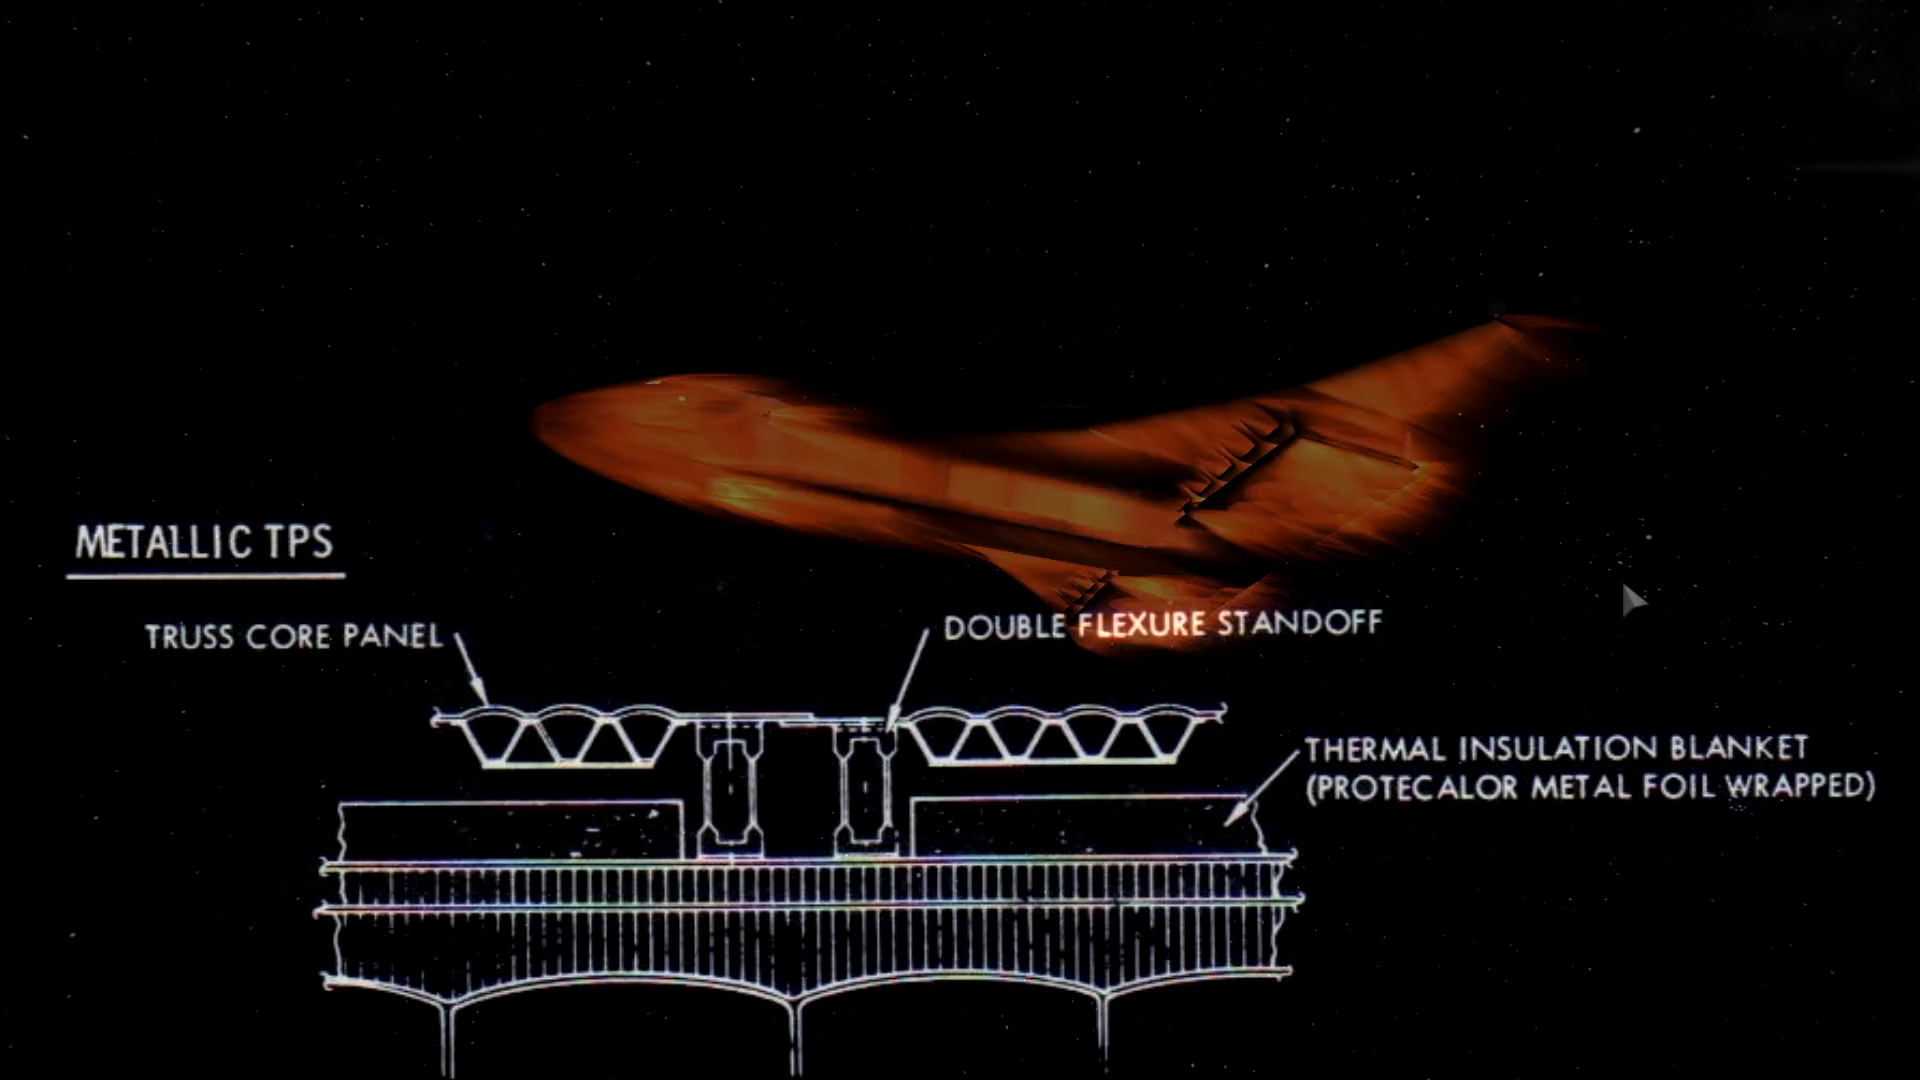 METALLIC TPS
TRUSS CORE PANEL
DOUBLE FLEXURE STANDOFF
THERMAL INSULATION BLANKET
(PROTECALOR METAL FOIL WRAPPED)